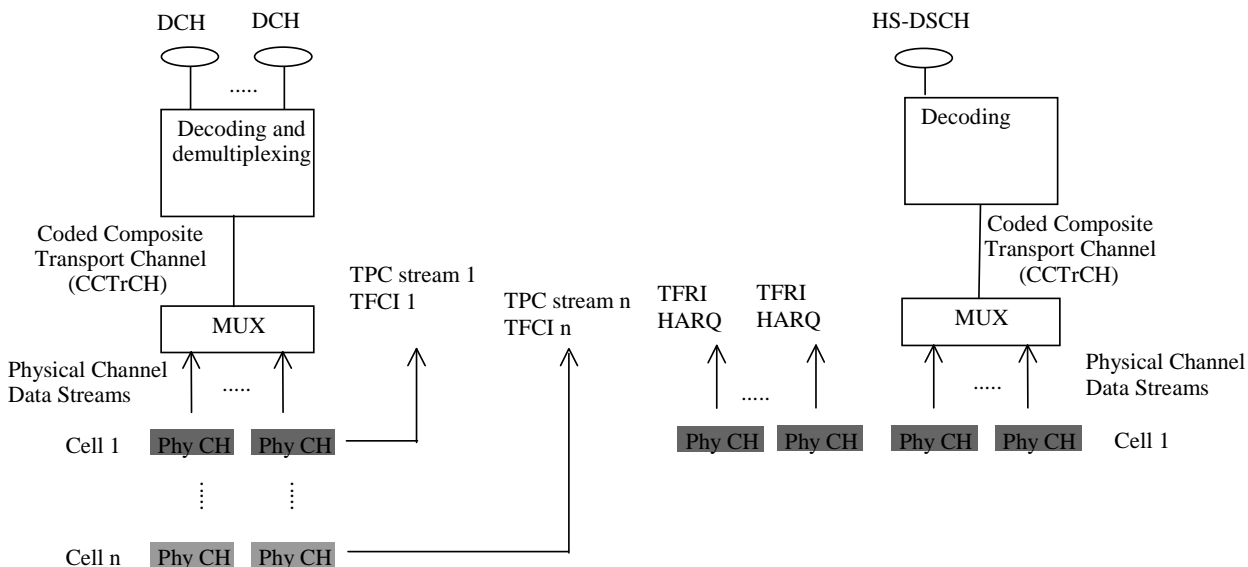 DCH DCH
.....
Decoding and
demultiplexing
Coded Composite
Transport Channel
(CCTrCH)
MUX
TPC stream 1
TFCI 1
TPC stream n
TFCI n
Physical Channel
Data Streams
.....
Cell 1 Phy CH Phy CH
Cell n Phy CH Phy CH
HS-DSCH
Decoding
Coded Composite
Transport Channel
(CCTrCH)
TFRI TFRI
HARQ HARQ
MUX
.....
.....
Physical Channel
Data Streams
Phy CH Phy CH Phy CH Phy CH Cell 1